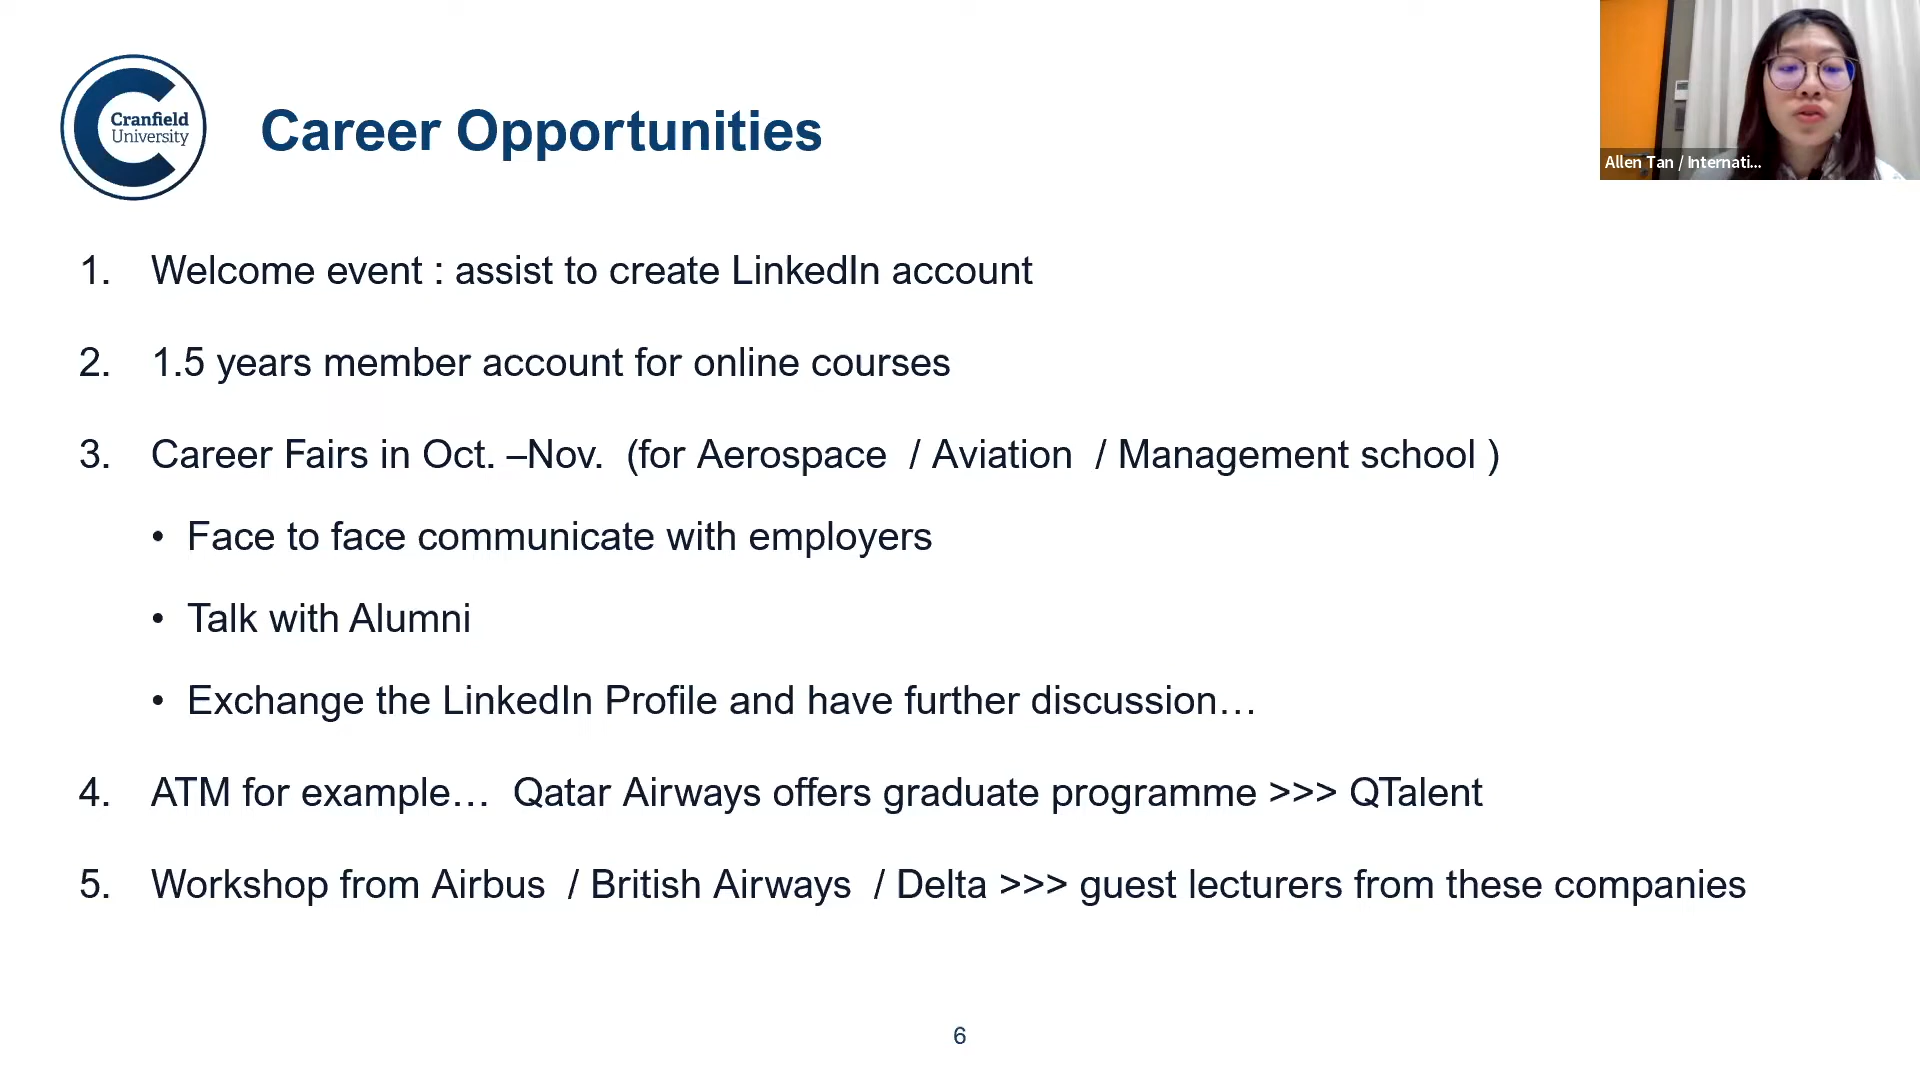 Cranfield
University
Career Opportunities
Allen Tan / Internati...
1. Welcome event : assist to create LinkedIn account
2. 1.5 years member account for online courses
3. Career Fairs in Oct. –Nov.  (for Aerospace  / Aviation  / Management school )
• Face to face communicate with employers
• Talk with Alumni
• Exchange the LinkedIn Profile and have further discussion…
4. ATM for example…  Qatar Airways offers graduate programme >>> QTalent
5. Workshop from Airbus  / British Airways  / Delta >>> guest lecturers from these companies
6